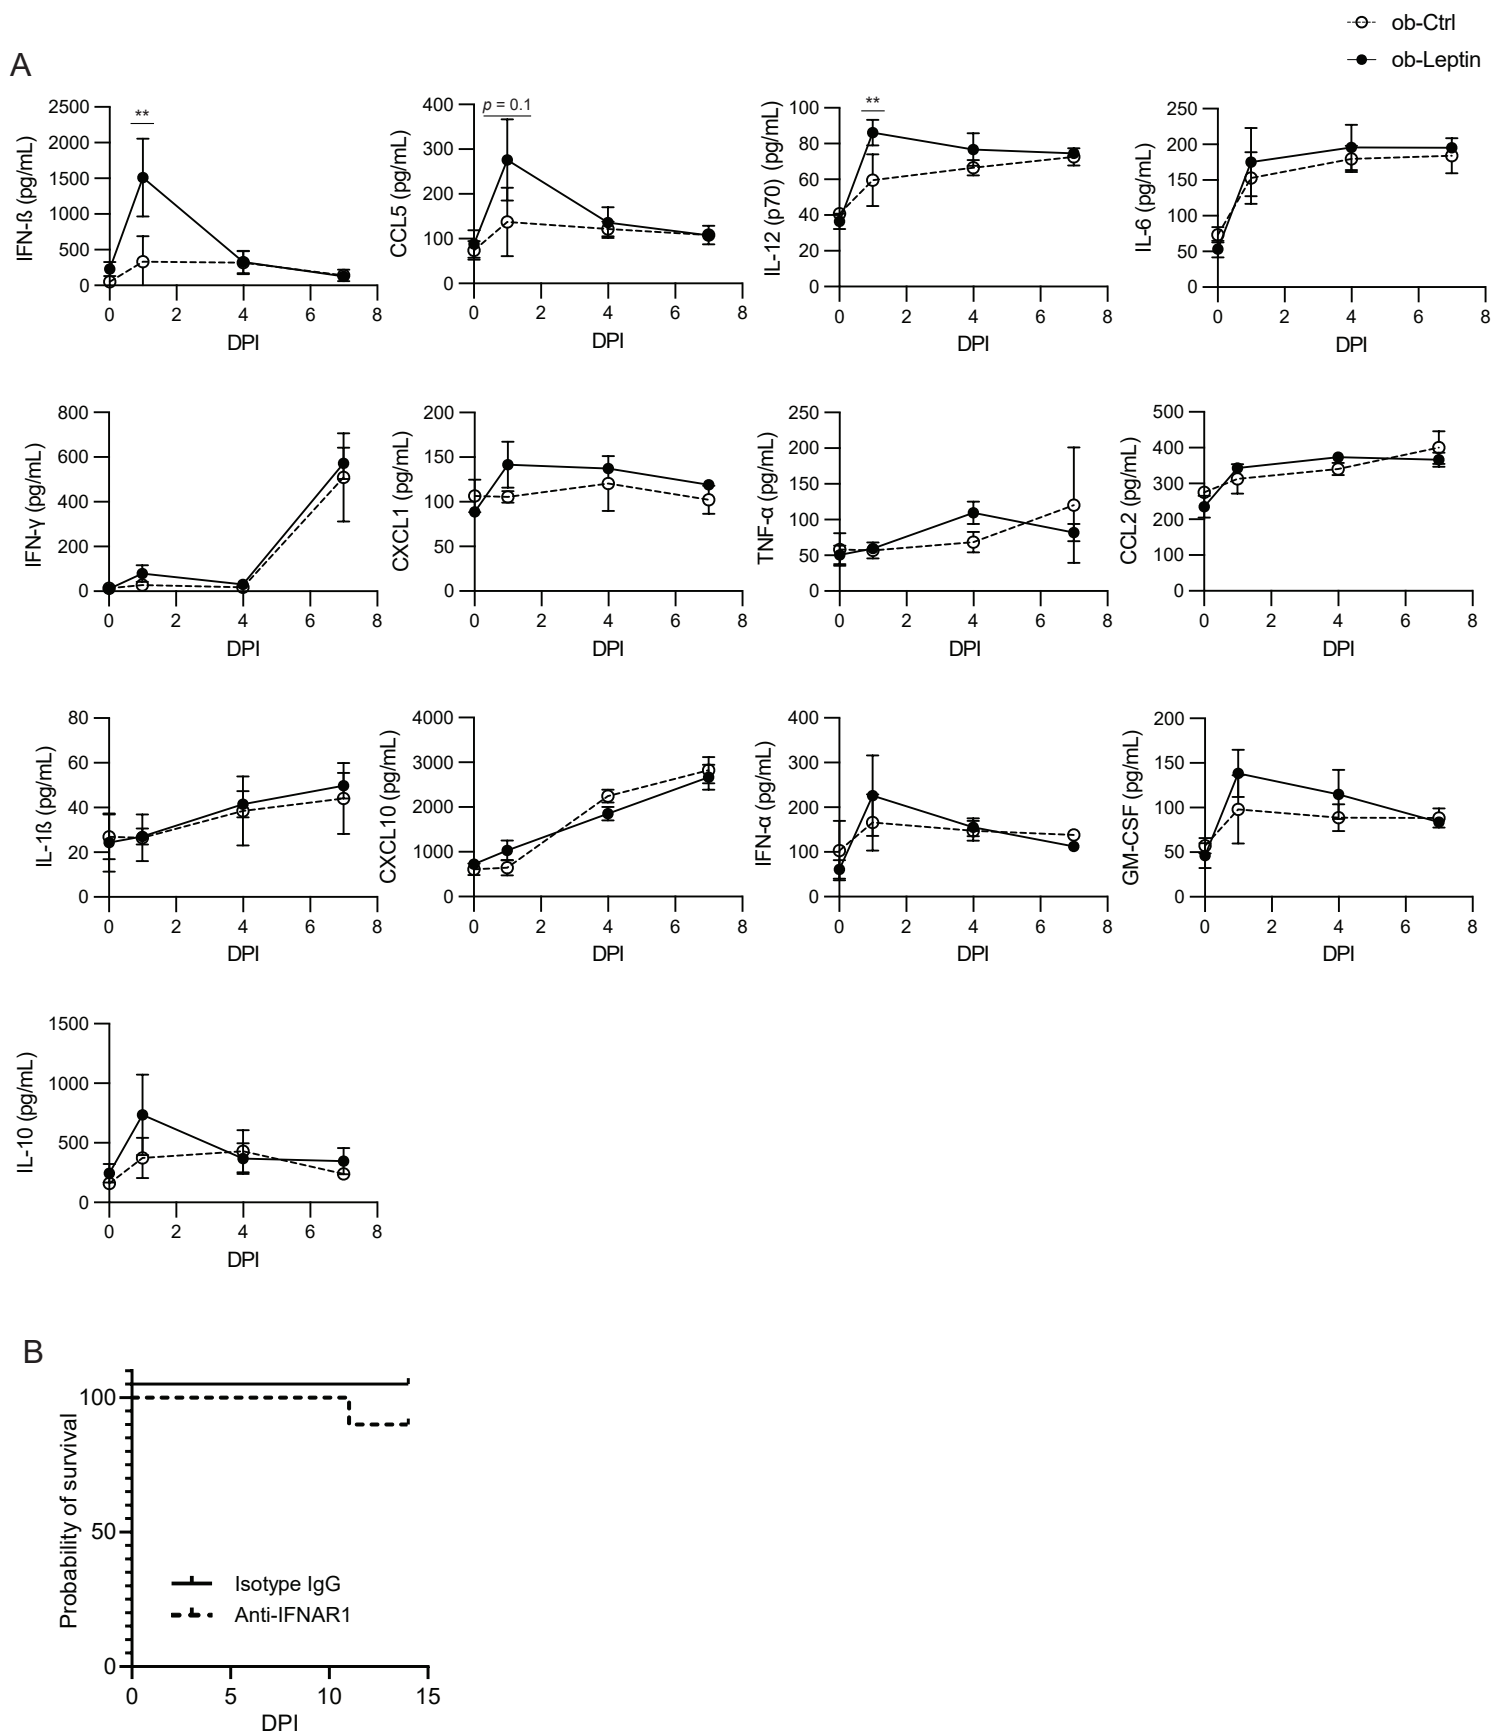 ob-Ctrl
ob-Leptin
A
IFN-ß (pg/mL)
2500
2000
1500
1000
500
0
**
0 2 4 6 8
DPI
CCL5 (pg/mL)
400
300
200
100
0
p = 0.1
0 2 4 6 8
DPI
IL-12 (p70) (pg/mL)
100
80
60
40
20
0
**
0 2 4 6 8
DPI
IL-6 (pg/mL)
250
200
150
100
50
0
0 2 4 6 8
DPI
IFN-γ (pg/mL)
800
600
400
200
0
0 2 4 6 8
DPI
CXCL1 (pg/mL)
200
150
100
50
0
0 2 4 6 8
DPI
TNF-α (pg/mL)
250
200
150
100
50
0
0 2 4 6 8
DPI
CCL2 (pg/mL)
500
400
300
200
100
0
0 2 4 6 8
DPI
IL-1ß (pg/mL)
80
60
40
20
0
0 2 4 6 8
DPI
CXCL10 (pg/mL)
4000
3000
2000
1000
0
0 2 4 6 8
DPI
IFN-α (pg/mL)
400
300
200
100
0
0 2 4 6 8
DPI
GM-CSF (pg/mL)
200
150
100
50
0
0 2 4 6 8
DPI
IL-10 (pg/mL)
1500
1000
500
0
0 2 4 6 8
DPI
B
Probability of survival
100
50
0
Isotype IgG
Anti-IFNAR1
0 5 10 15
DPI